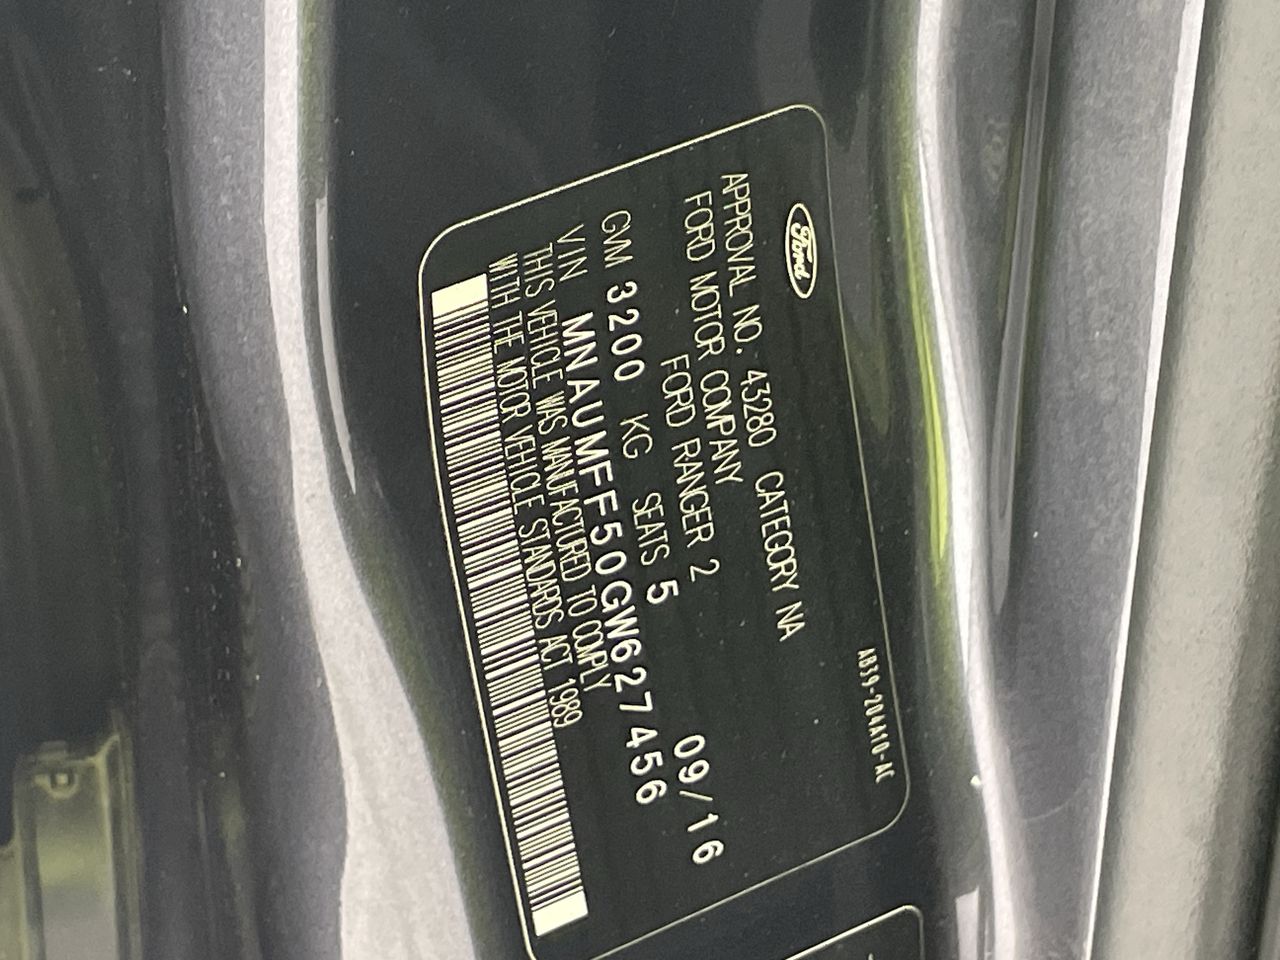 Ford
AB39-204A10-AC
APPROVAL NO. 43280 CATEGORY NA
FORD MOTOR COMPANY
FORD RANGER 2
09/16
GVM 3200 KG SEATS 5
VIN MNAUMFF50GW627456
THIS VEHICLE WAS MANUFACTURED TO COMPLY
WITH THE MOTOR VEHICLE STANDARDS ACT 1989